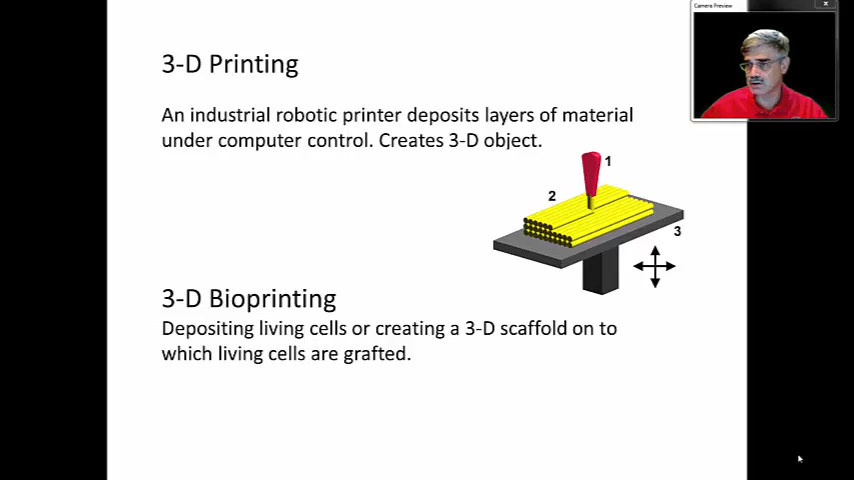 Camera Preview
3-D Printing
An industrial robotic printer deposits layers of material
under computer control. Creates 3-D object.
1
2
3
3-D Bioprinting
Depositing living cells or creating a 3-D scaffold on to
which living cells are grafted.